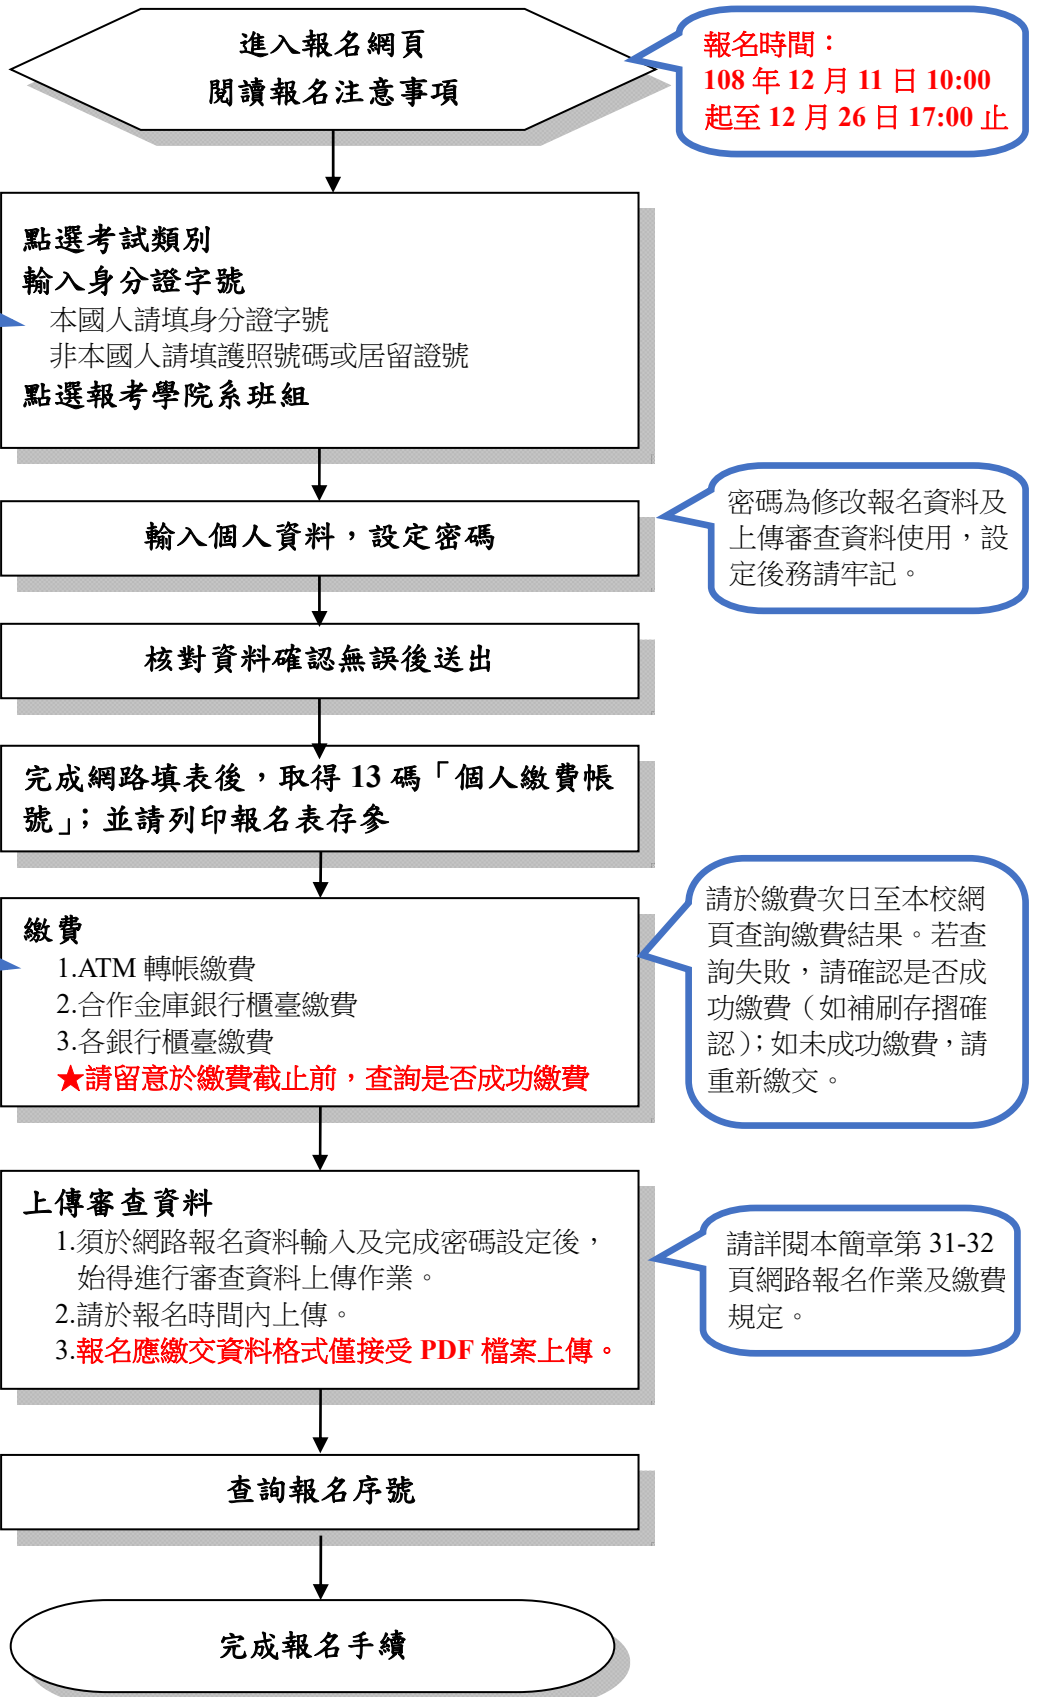 進入報名網頁
閱讀報名注意事項
報名時間：
108 年 12 月 11 日 10:00
起至 12 月 26 日 17:00 止
點選考試類別
輸入身分證字號
本國人請填身分證字號
非本國人請填護照號碼或居留證號
點選報考學院系班組
輸入個人資料，設定密碼
密碼為修改報名資料及
上傳審查資料使用，設
定後務請牢記。
核對資料確認無誤後送出
完成網路填表後，取得 13 碼「個人繳費帳
號」；並請列印報名表存參
繳費
1.ATM 轉帳繳費
2.合作金庫銀行櫃臺繳費
3.各銀行櫃臺繳費
★請留意於繳費截止前，查詢是否成功繳費
請於繳費次日至本校網
頁查詢繳費結果。若查
詢失敗，請確認是否成
功繳費（如補刷存摺確
認）；如未成功繳費，請
重新繳交。
上傳審查資料
1.須於網路報名資料輸入及完成密碼設定後，
始得進行審查資料上傳作業。
2.請於報名時間內上傳。
3.報名應繳交資料格式僅接受 PDF 檔案上傳。
請詳閱本簡章第 31-32
頁網路報名作業及繳費
規定。
查詢報名序號
完成報名手續